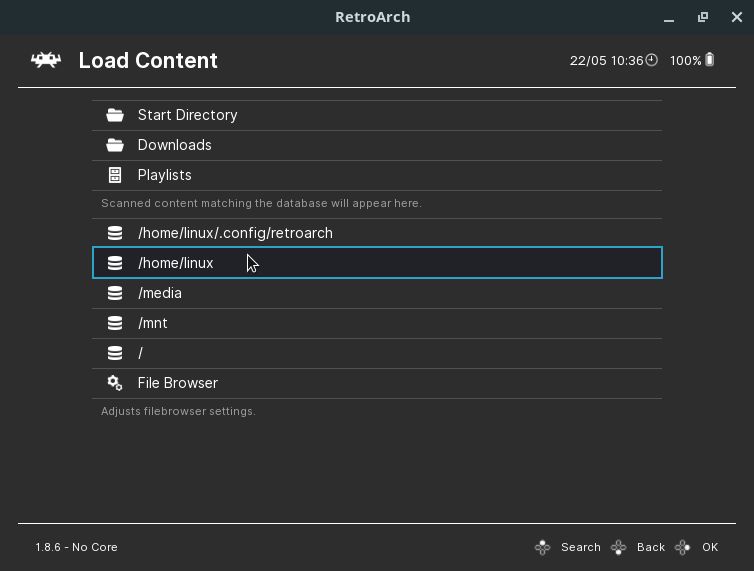 RetroArch
Load Content
22/05 10:36 100%
Start Directory
Downloads
Playlists
Scanned content matching the database will appear here.
/home/linux/.config/retroarch
/home/linux
/media
/mnt
/
File Browser
Adjusts filebrowser settings.
1.8.6 - No Core
Search Back OK